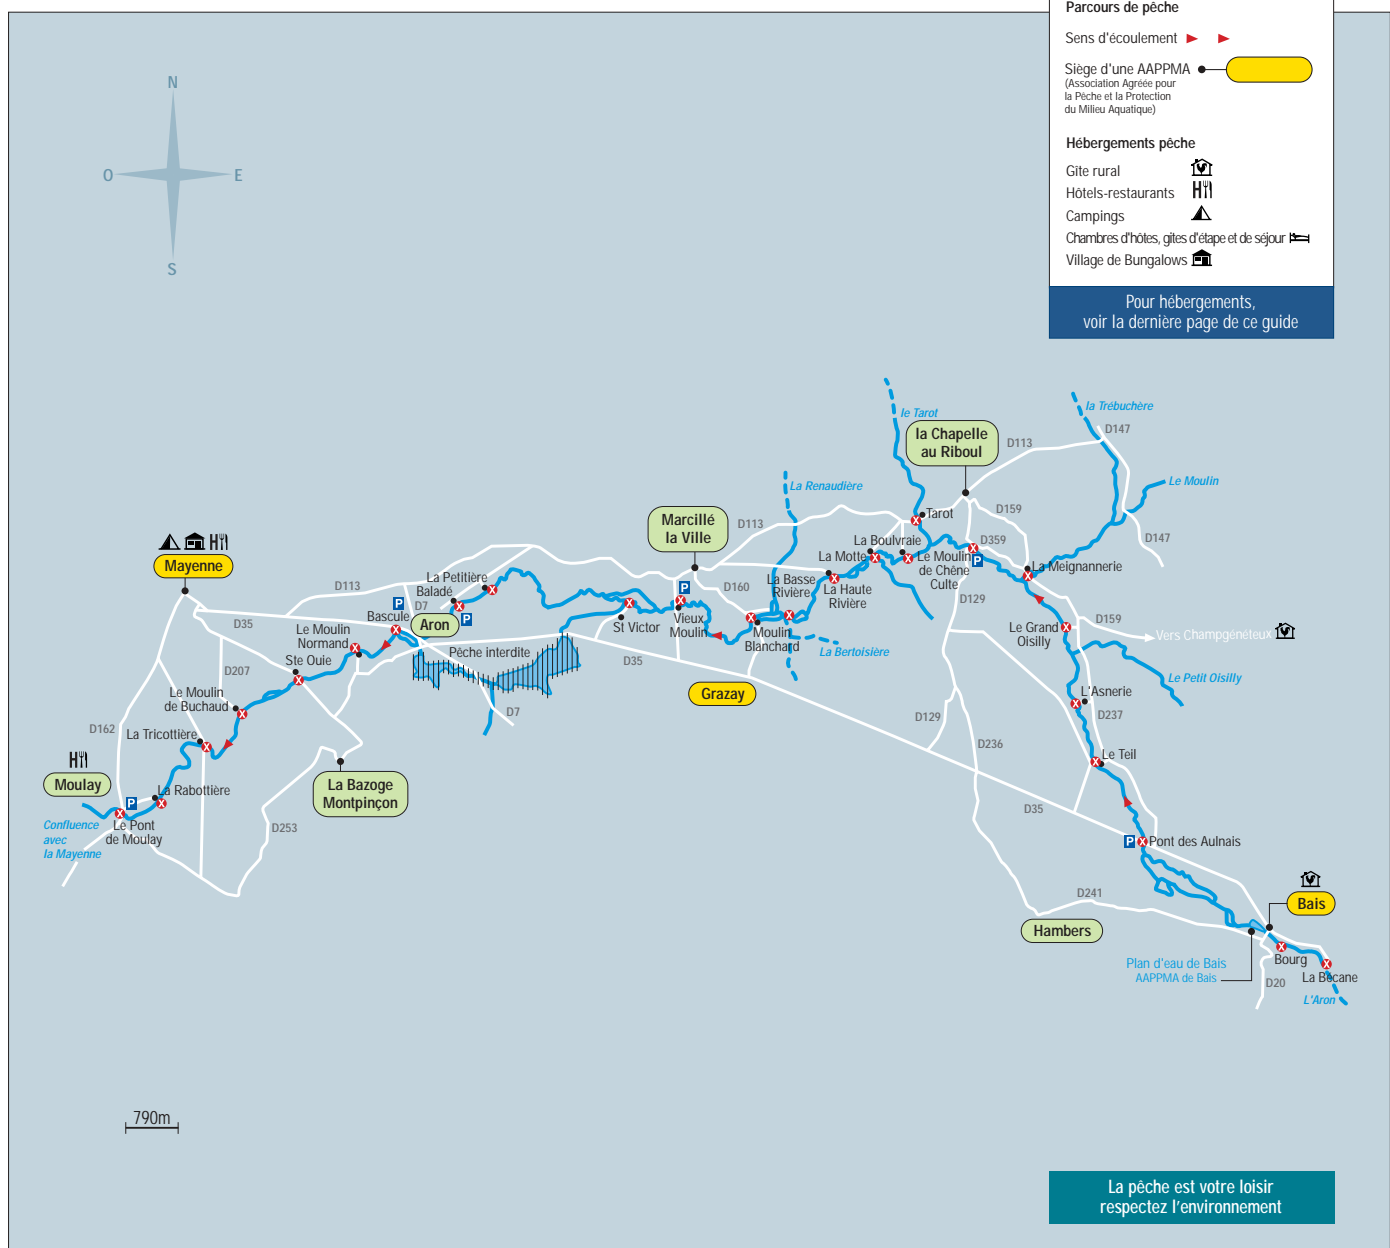 Parcours de pêche
Sens d'écoulement
Siège d'une AAPPMA
(Association Agréée pour
la Pêche et la Protection
du Milieu Aquatique)
Hébergements pêche
Gîte rural
Hôtels-restaurants
Campings
Chambres d'hôtes, gites d'étape et de séjour
Village de Bungalows
Pour hébergements,
voir la dernière page de ce guide
N
O
E
S
le Tarot
la Trébuchère
D147
la Chapelle
au Riboul
D113
La Renaudière
Le Moulin
Marcillé
la Ville
D113
Tarot
D159
D147
Mayenne
La Boulvraie
D359
La Motte
Le Moulin
de Chêne
Culte
P
La Meignannerie
D113
La Petitière
Baladé
P
D160
La Basse
Rivière
La Haute
Rivière
D129
P
Bascule
D7
Aron
P
Vieux
Moulin
St Victor
Moulin
Blanchard
D35
Le Moulin
Normand
Le Grand
Oisilly
D159
Vers Champgénéteux
Pêche interdite
D35
La Bertoisière
Ste Ouie
D207
Le Petit Oisilly
Grazay
Le Moulin
de Buchaud
L'Asnerie
D7
D237
D162
La Tricottière
D129
D236
Le Teil
Moulay
La Bazoge
Montpinçon
La Rabottière
P
D35
Confluence
avec
la Mayenne
Le Pont
de Moulay
D253
P
Pont des Aulnais
D241
Bais
Hambers
Plan d'eau de Bais
AAPPMA de Bais
Bourg
La Bécane
D20
L'Aron
790m
La pêche est votre loisir
respectez l'environnement